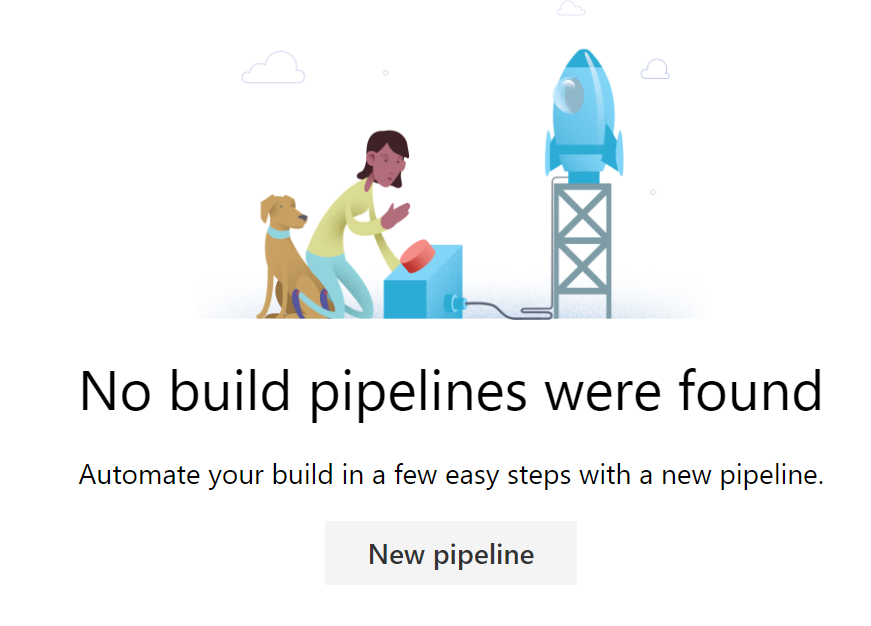 No build pipelines were found
Automate your build in a few easy steps with a new pipeline.
New pipeline